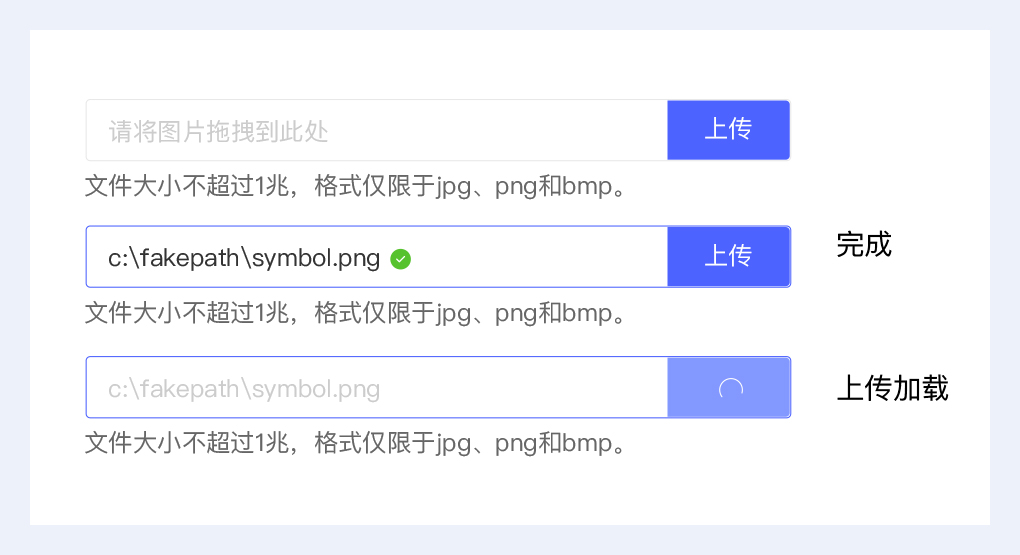 请将图片拖拽到此处
上传
文件大小不超过1兆，格式仅限于jpg、png和bmp。
c:\fakepath\symbol.png
上传
完成
文件大小不超过1兆，格式仅限于jpg、png和bmp。
c:\fakepath\symbol.png
上传加载
文件大小不超过1兆，格式仅限于jpg、png和bmp。